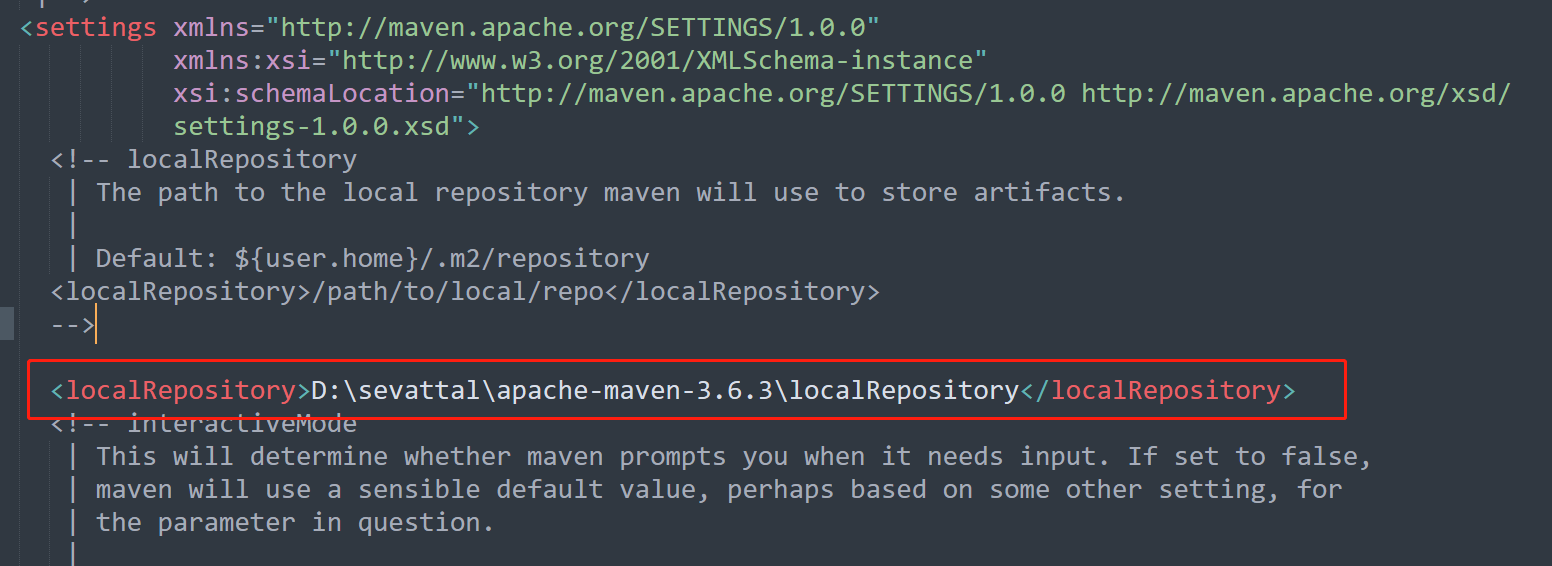 <settings xmlns="http://maven.apache.org/SETTINGS/1.0.0"
xmlns:xsi="http://www.w3.org/2001/XMLSchema-instance"
xsi:schemaLocation="http://maven.apache.org/SETTINGS/1.0.0 http://maven.apache.org/xsd/
settings-1.0.0.xsd">
<!-- localRepository
| The path to the local repository maven will use to store artifacts.
|
| Default: ${user.home}/.m2/repository
<localRepository>/path/to/local/repo</localRepository>
-->
<localRepository>D:\sevattal\apache-maven-3.6.3\localRepository</localRepository>
<!-- interactiveMode
| This will determine whether maven prompts you when it needs input. If set to false,
| maven will use a sensible default value, perhaps based on some other setting, for
| the parameter in question.
|